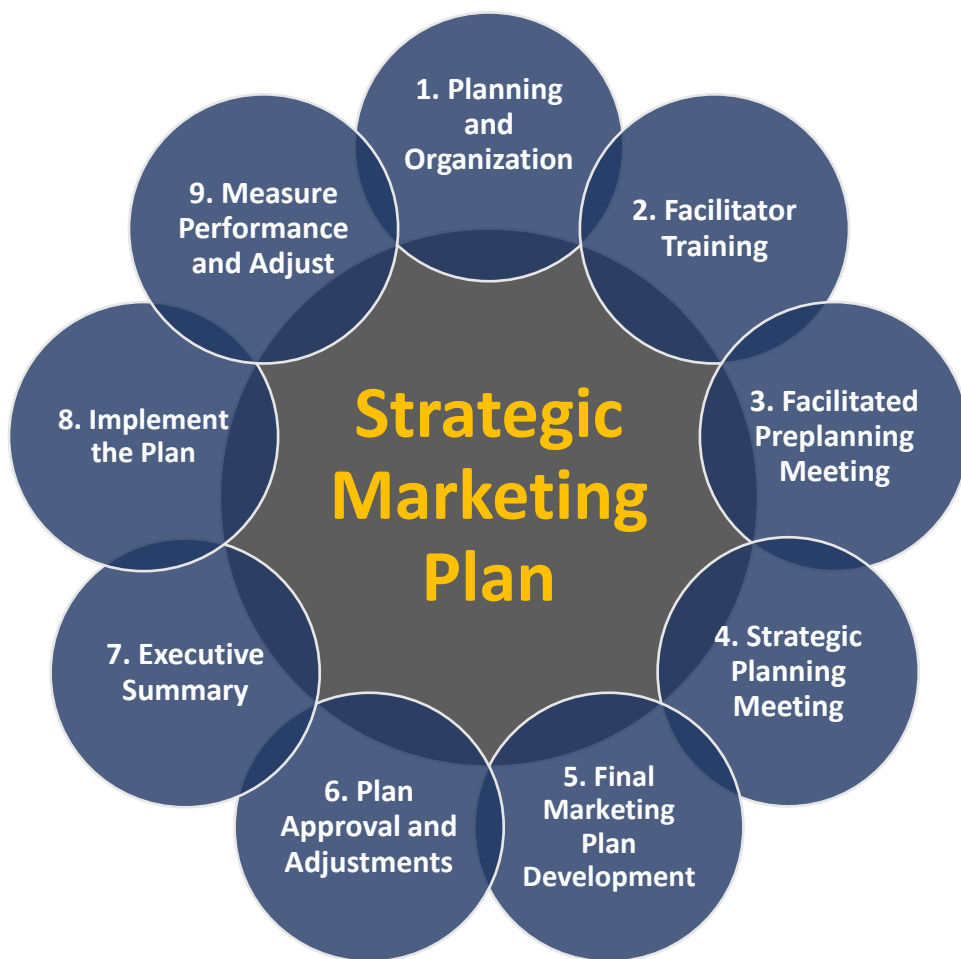 1. Planning
and
Organization
2. Facilitator
Training
3. Facilitated
Preplanning
Meeting
4. Strategic
Planning
Meeting
5. Final
Marketing
Plan
Development
6. Plan
Approval and
Adjustments
7. Executive
Summary
8. Implement
the Plan
9. Measure
Performance
and Adjust
Strategic
Marketing
Plan